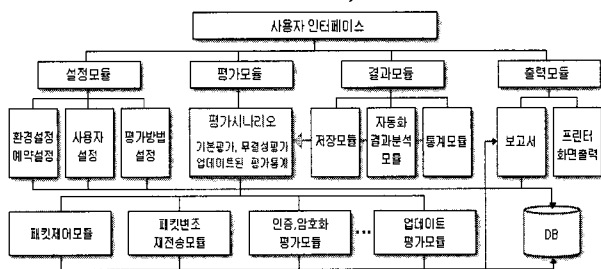 사용자 인터페이스
설정모듈
평가모듈
결과모듈
출력모듈
환경설정
예약설정
사용자
설정
평가방법
설정
평가시나리오
기본평가, 무결성평가
업데이트된 평가통계
저장모듈
자동화
결과분석
모듈
통계모듈
보고서
프린터
화면출력
패킷제어모듈
패킷변조
재전송모듈
인증,암호화
평가모듈
...
업데이트
평가모듈
DB